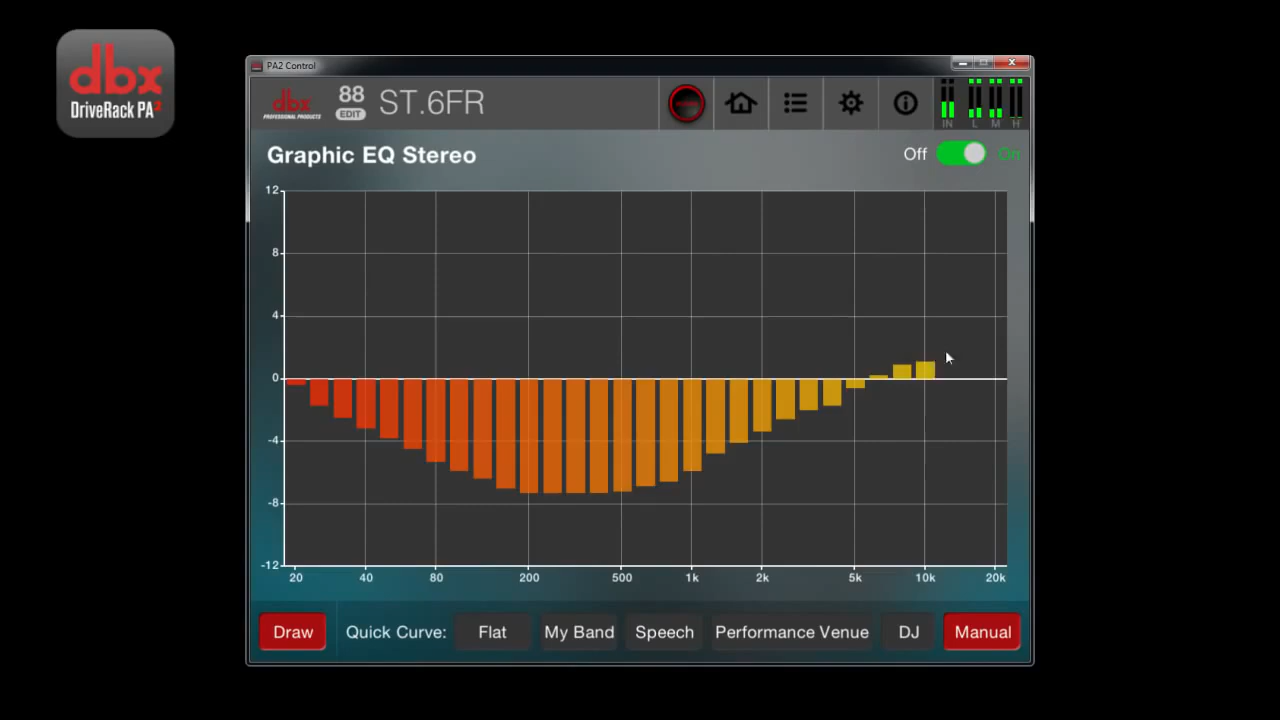 dbx
DriveRack PA²
PA2 Control
dbx
PROFESSIONAL PRODUCTS
88
EDIT
ST.6FR
IN L M H
Graphic EQ Stereo
Off On
12
8
4
0
-4
-8
-12
20 40 80 200 500 1k 2k 5k 10k 20k
Draw Quick Curve: Flat My Band Speech Performance Venue DJ Manual